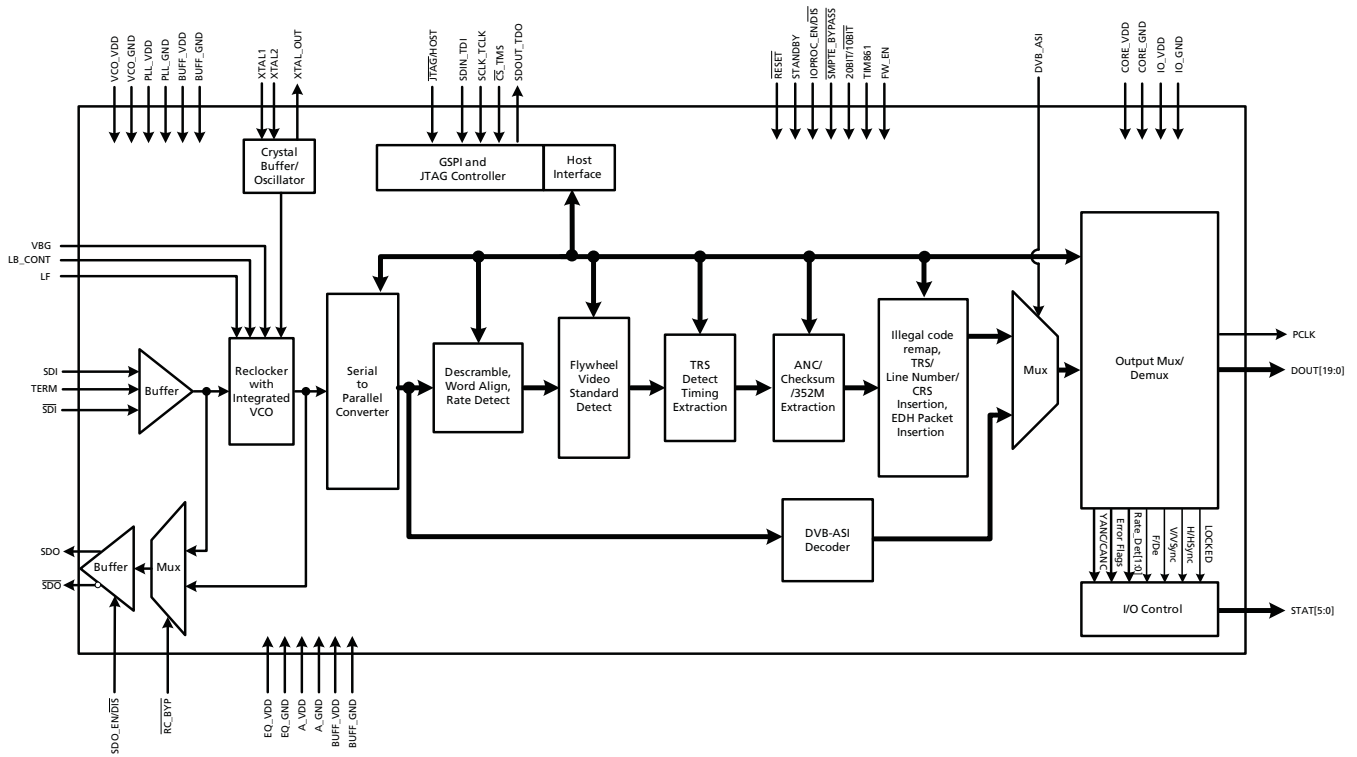 VCO_VDD
VCO_GND
PLL_VDD
PLL_GND
BUFF_VDD
BUFF_GND
XTAL1
XTAL2
XTAL_OUT
JTAG/HOST
SDIN_TDI
SCLK_TCLK
CS_TMS
SDOUT_TDO
RESET
STANDBY
IOPROC_EN/DIS
SMPTE_BYPASS
20BIT/10BIT
TIM861
FW_EN
DVB_ASI
CORE_VDD
CORE_GND
IO_VDD
IO_GND
Crystal
Buffer/
Oscillator
GSPI and
JTAG Controller
Host
Interface
VBG
LB_CONT
LF
SDI
TERM
SDI
Buffer
Reclocker
with
Integrated
VCO
Serial
to
Parallel
Converter
Descramble,
Word Align,
Rate Detect
Flywheel
Video
Standard
Detect
TRS
Detect
Timing
Extraction
ANC/
Checksum
/352M
Extraction
Illegal code
remap,
TRS/
Line Number/
CRS
Insertion,
EDH Packet
Insertion
Mux
Output Mux/
Demux
PCLK
DOUT[19:0]
DVB-ASI
Decoder
SDO
SDO
Buffer
Mux
YANC/CANC
Error Flags
Rate_Det[1:0]
F/De
V/VSync
H/HSync
LOCKED
I/O Control
STAT[5:0]
SDO_EN/DIS
RC_BYP
EQ_VDD
EQ_GND
A_VDD
A_GND
BUFF_VDD
BUFF_GND